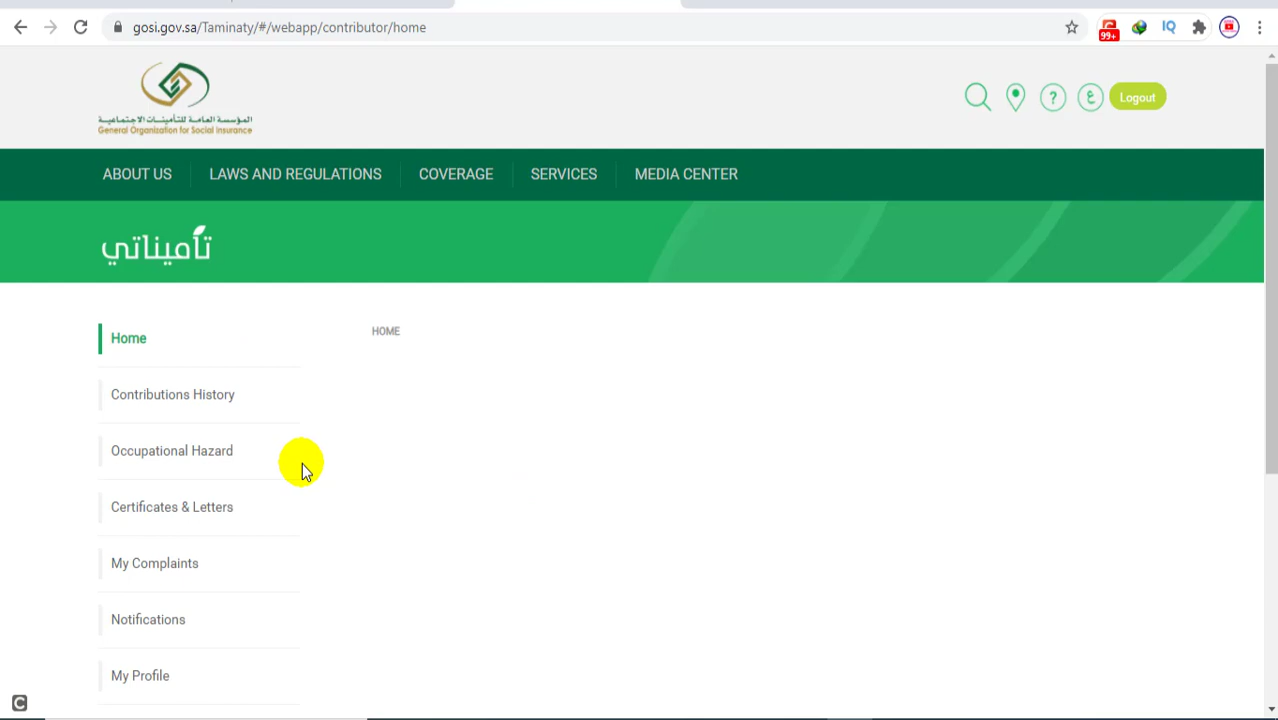 gosi.gov.sa/Taminaty/#/webapp/contributor/home
99+
IQ
المؤسسة العامة للتأمينات الاجتماعية
General Organization for Social Insurance
?
ع
Logout
ABOUT US
LAWS AND REGULATIONS
COVERAGE
SERVICES
MEDIA CENTER
تأميناتي
Home
HOME
Contributions History
Occupational Hazard
Certificates & Letters
My Complaints
Notifications
My Profile
C